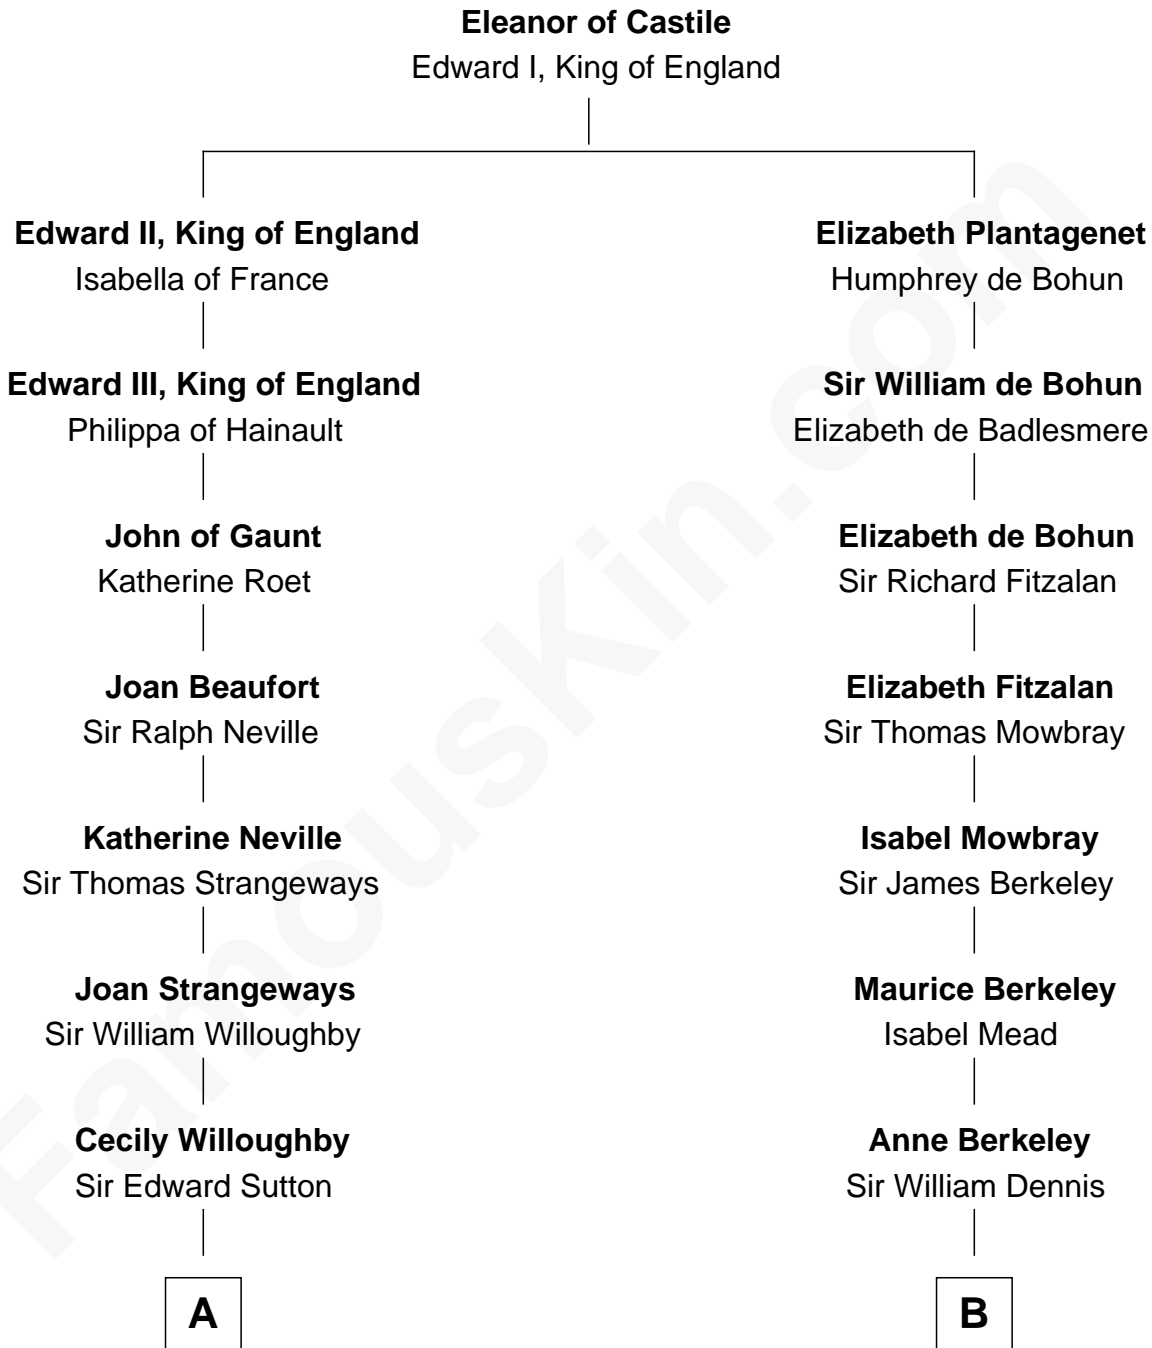 Eleanor of Castile
Edward I, King of England
Edward II, King of England
Isabella of France
Edward III, King of England
Philippa of Hainault
John of Gaunt
Katherine Roet
Joan Beaufort
Sir Ralph Neville
Katherine Neville
Sir Thomas Strangeways
Joan Strangeways
Sir William Willoughby
Cecily Willoughby
Sir Edward Sutton
A
Elizabeth Plantagenet
Humphrey de Bohun
Sir William de Bohun
Elizabeth de Badlesmere
Elizabeth de Bohun
Sir Richard Fitzalan
Elizabeth Fitzalan
Sir Thomas Mowbray
Isabel Mowbray
Sir James Berkeley
Maurice Berkeley
Isabel Mead
Anne Berkeley
Sir William Dennis
B
FamousKin.com